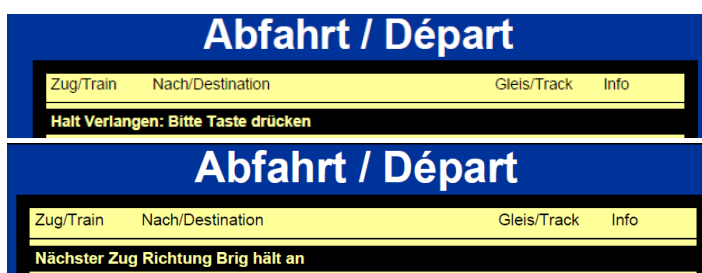 Abfahrt / Départ
Zug/Train Nach/Destination Gleis/Track Info
Halt Verlangen: Bitte Taste drücken
Abfahrt / Départ
Zug/Train Nach/Destination Gleis/Track Info
Nächster Zug Richtung Brig hält an